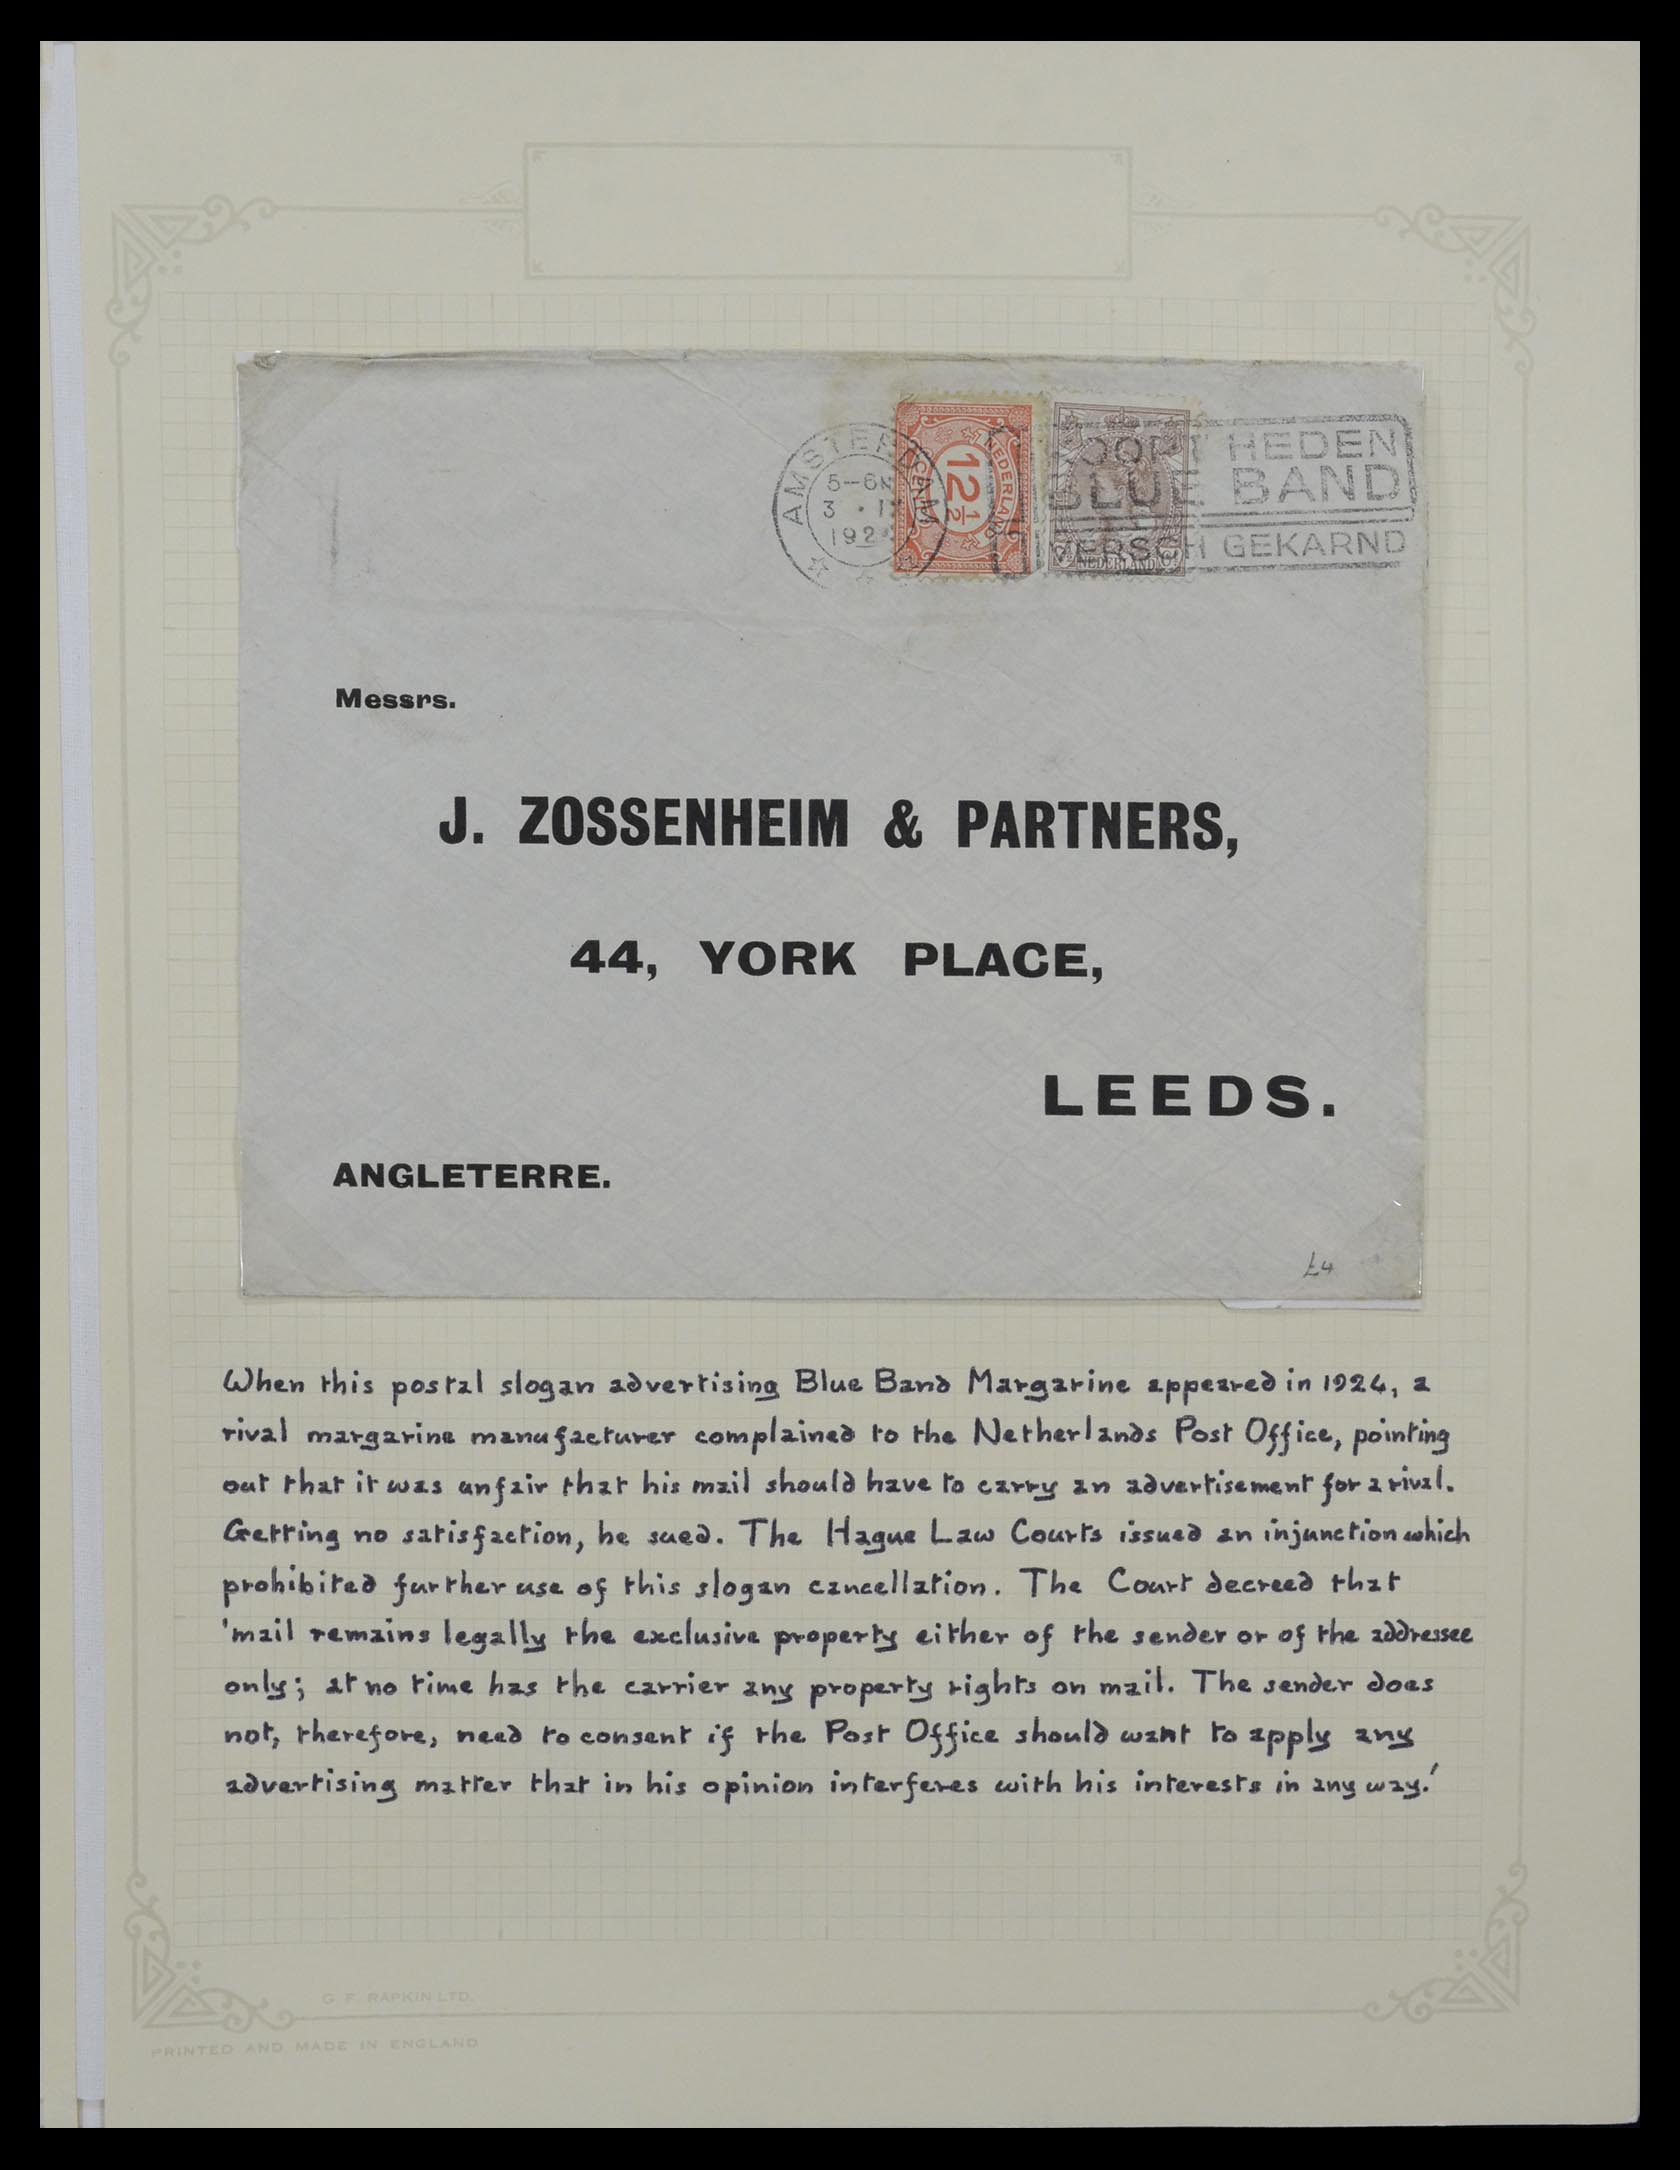 AMSTERDAM
5-6N
3 .
192
NEDERLAND
12½
CENT
KOOPT HEDEN
BLUE BAND
VERSCH GEKARND
NEDERLAND
Messrs.
J. ZOSSENHEIM & PARTNERS,
44, YORK PLACE,
LEEDS.
ANGLETERRE.
£4
When this postal slogan advertising Blue Band Margarine appeared in 1924, a
rival margarine manufacturer complained to the Netherlands Post Office, pointing
out that it was unfair that his mail should have to carry an advertisement for a rival.
Getting no satisfaction, he sued. The Hague Law Courts issued an injunction which
prohibited further use of this slogan cancellation. The Court decreed that
'mail remains legally the exclusive property either of the sender or of the addressee
only; at no time has the carrier any property rights on mail. The sender does
not, therefore, need to consent if the Post Office should want to apply any
advertising matter that in his opinion interferes with his interests in any way.'
G. F. RAPKIN LTD.
PRINTED AND MADE IN ENGLAND